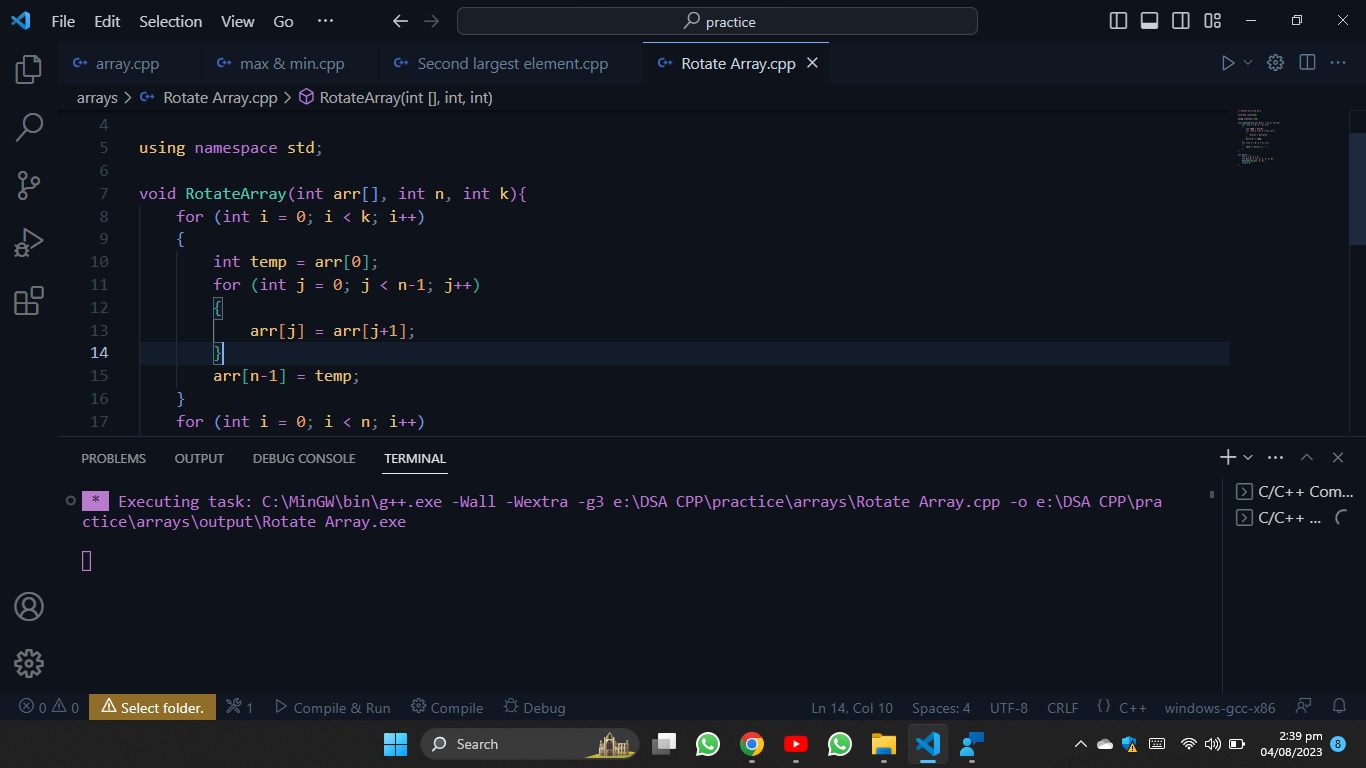 File Edit Selection View Go ... practice
array.cpp max & min.cpp Second largest element.cpp Rotate Array.cpp
arrays > Rotate Array.cpp > RotateArray(int [], int, int)
4
5 using namespace std;
6
7 void RotateArray(int arr[], int n, int k){
8 for (int i = 0; i < k; i++)
9 {
10 int temp = arr[0];
11 for (int j = 0; j < n-1; j++)
12 {
13 arr[j] = arr[j+1];
14 }
15 arr[n-1] = temp;
16 }
17 for (int i = 0; i < n; i++)
PROBLEMS OUTPUT DEBUG CONSOLE TERMINAL
* Executing task: C:\MinGW\bin\g++.exe -Wall -Wextra -g3 e:\DSA CPP\practice\arrays\Rotate Array.cpp -o e:\DSA CPP\pra
ctice\arrays\output\Rotate Array.exe
C/C++ Com...
C/C++ ...
0 0 Select folder. 1 Compile & Run Compile Debug Ln 14, Col 10 Spaces: 4 UTF-8 CRLF {} C++ windows-gcc-x86
Search 2:39 pm 8
04/08/2023